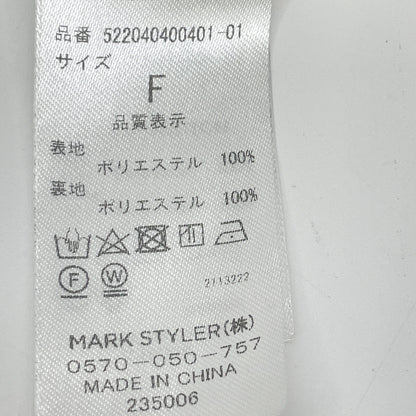 品番 522040400401-01
サイズ
F
品質表示
表地
ポリエステル 100%
裏地
ポリエステル 100%
F W
2113222
MARK STYLER(株)
0570-050-757
MADE IN CHINA
235006